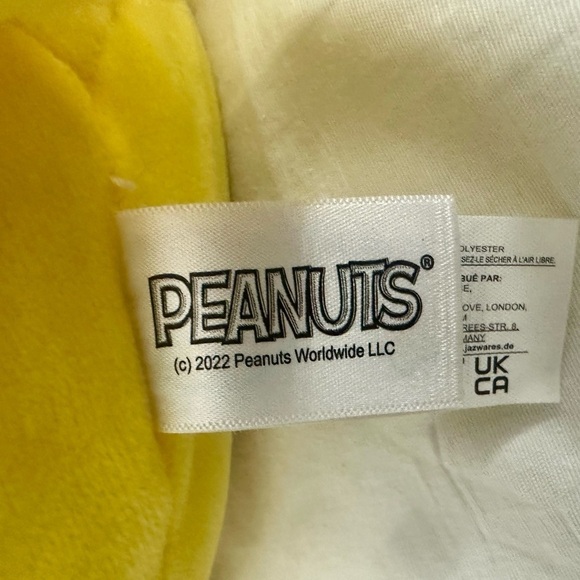 PEANUTS®
(c) 2022 Peanuts Worldwide LLC
OLYESTER
SSEZ-LE SÉCHER À L'AIR LIBRE.
BUÉ PAR:
E,
OVE, LONDON,
M
REES-STR. 8,
MANY
jazwares.de
UK
CA